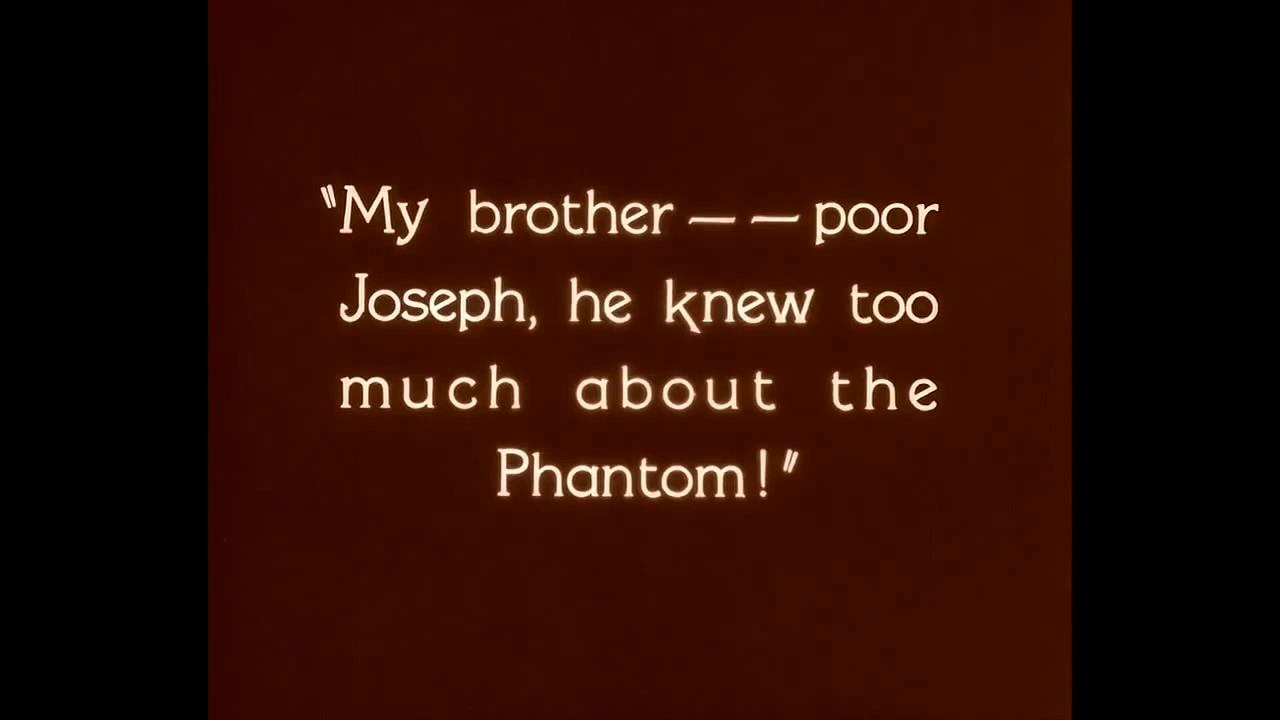 "My brother — — poor
Joseph, he knew too
much about the
Phantom!"